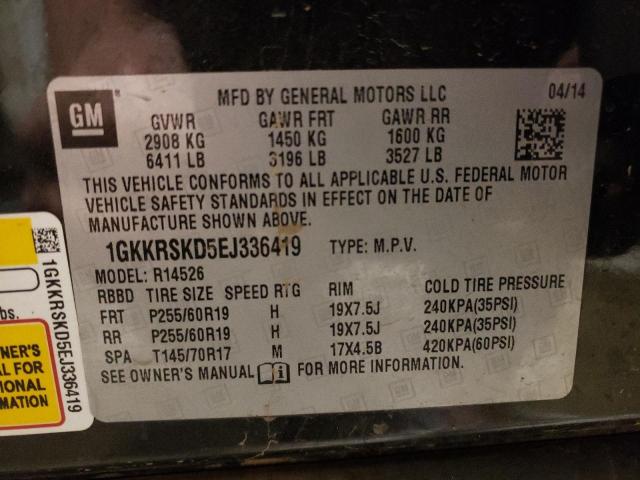 MFD BY GENERAL MOTORS LLC 04/14
GM
GVWR GAWR FRT GAWR RR
2908 KG 1450 KG 1600 KG
6411 LB 3196 LB 3527 LB
THIS VEHICLE CONFORMS TO ALL APPLICABLE U.S. FEDERAL MOTOR
VEHICLE SAFETY STANDARDS IN EFFECT ON THE DATE OF
MANUFACTURE SHOWN ABOVE.
1GKKRSKD5EJ336419 TYPE: M.P.V.
MODEL: R14526
RBBD TIRE SIZE SPEED RTG RIM COLD TIRE PRESSURE
FRT P255/60R19 H 19X7.5J 240KPA(35PSI)
RR P255/60R19 H 19X7.5J 240KPA(35PSI)
SPA T145/70R17 M 17X4.5B 420KPA(60PSI)
SEE OWNER'S MANUAL FOR MORE INFORMATION.
1GKKRSKD5EJ336419
bs.
WNER'S
AL FOR
TIONAL
RMATION